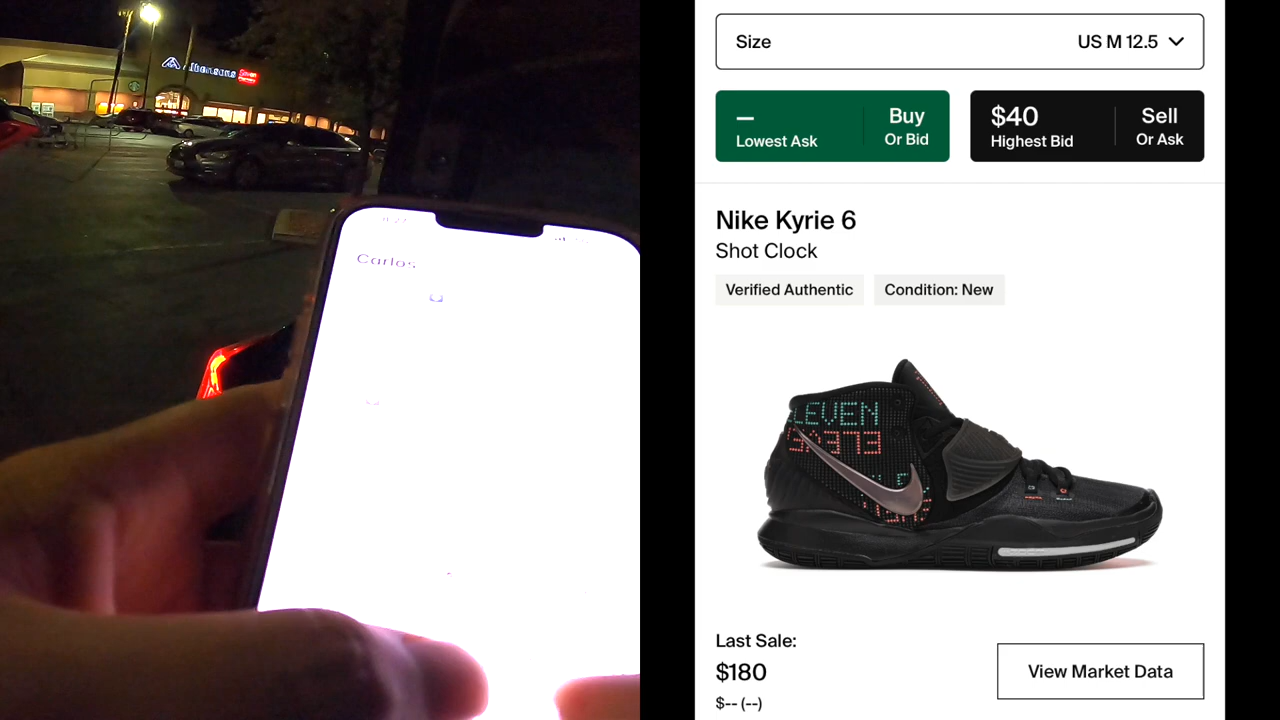 Albertsons
Carlos
Size
US M 12.5
—
Lowest Ask
Buy
Or Bid
$40
Highest Bid
Sell
Or Ask
Nike Kyrie 6
Shot Clock
Verified Authentic
Condition: New
Last Sale:
$180
$-- (--)
View Market Data